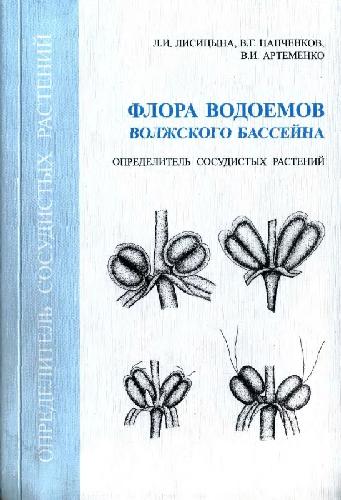 Л.И. ЛИСИЦЫНА, В.Г. ПАПЧЕНКОВ,
В.И. АРТЕМЕНКО
ФЛОРА ВОДОЕМОВ
ВОЛЖСКОГО БАССЕЙНА
ОПРЕДЕЛИТЕЛЬ СОСУДИСТЫХ РАСТЕНИЙ
ОПРЕДЕЛИТЕЛЬ СОСУДИСТЫХ РАСТЕНИЙ